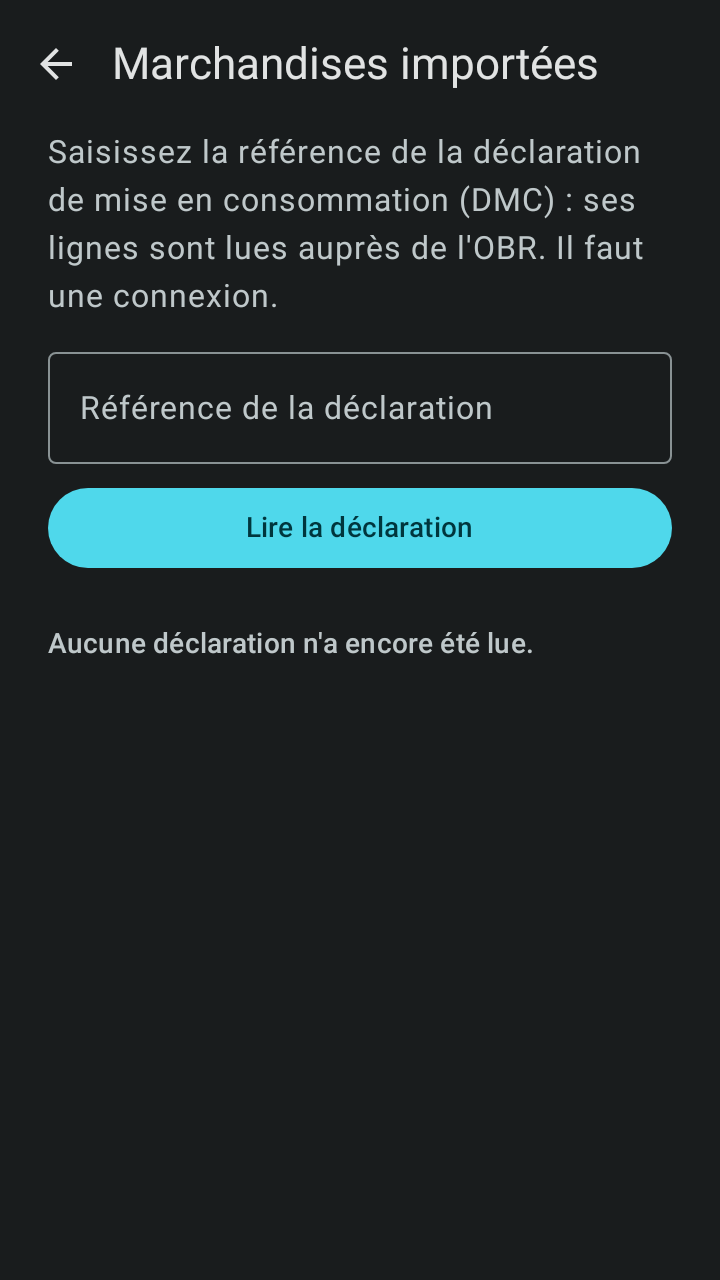 Marchandises importées
Saisissez la référence de la déclaration
de mise en consommation (DMC) : ses
lignes sont lues auprès de l'OBR. Il faut
une connexion.
Référence de la déclaration
Lire la déclaration
Aucune déclaration n'a encore été lue.